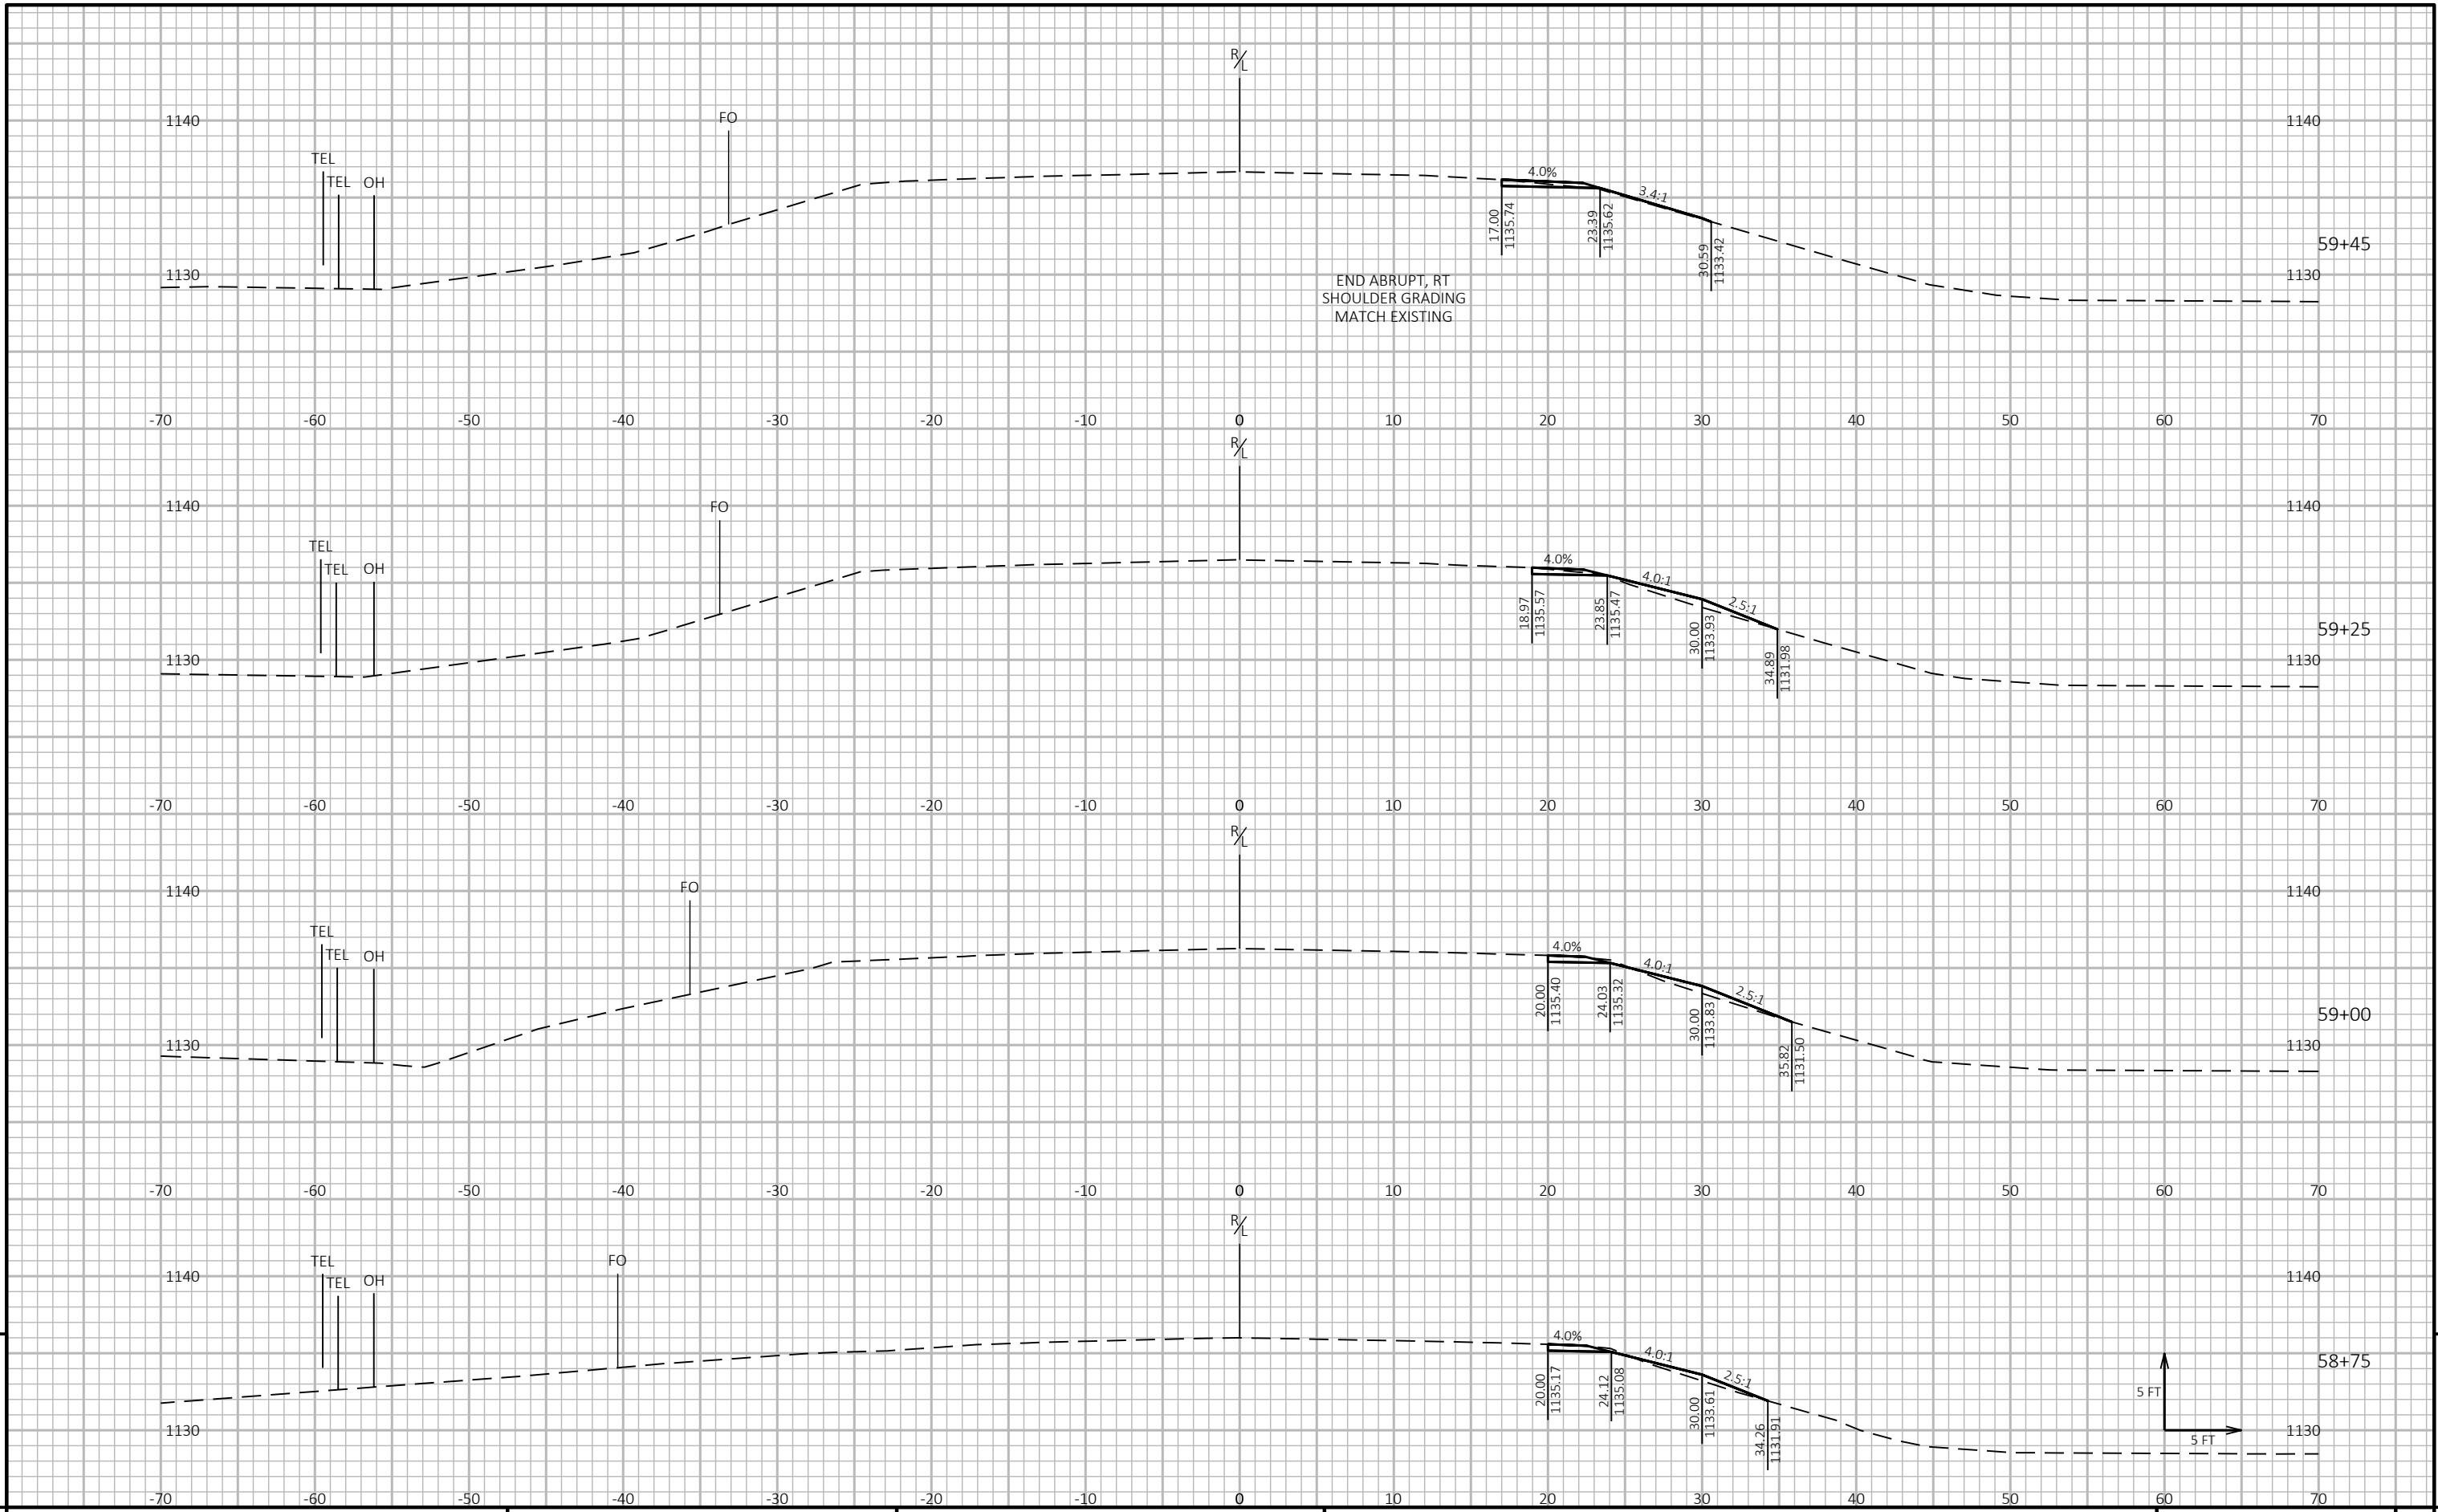 R/L
1140 FO 1140
TEL
TEL OH
4.0% 3.4:1
17.00 1135.74 23.39 1135.62 30.59 1133.42
59+45
1130 1130
END ABRUPT, RT
SHOULDER GRADING
MATCH EXISTING
-70 -60 -50 -40 -30 -20 -10 0 10 20 30 40 50 60 70
R/L
1140 FO 1140
TEL
TEL OH
4.0% 4.0:1 2.5:1
18.97 1135.57 23.85 1135.47 30.00 1133.93 34.89 1131.98
59+25
1130 1130
-70 -60 -50 -40 -30 -20 -10 0 10 20 30 40 50 60 70
R/L
1140 FO 1140
TEL
TEL OH
4.0% 4.0:1 2.5:1
20.00 1135.40 24.03 1135.32 30.00 1133.83 35.82 1131.50
59+00
1130 1130
-70 -60 -50 -40 -30 -20 -10 0 10 20 30 40 50 60 70
R/L
TEL FO
1140 TEL OH 1140
4.0% 4.0:1 2.5:1
20.00 1135.17 24.12 1135.08 30.00 1133.61 34.26 1131.91
58+75
5 FT
1130 1130
5 FT
-70 -60 -50 -40 -30 -20 -10 0 10 20 30 40 50 60 70